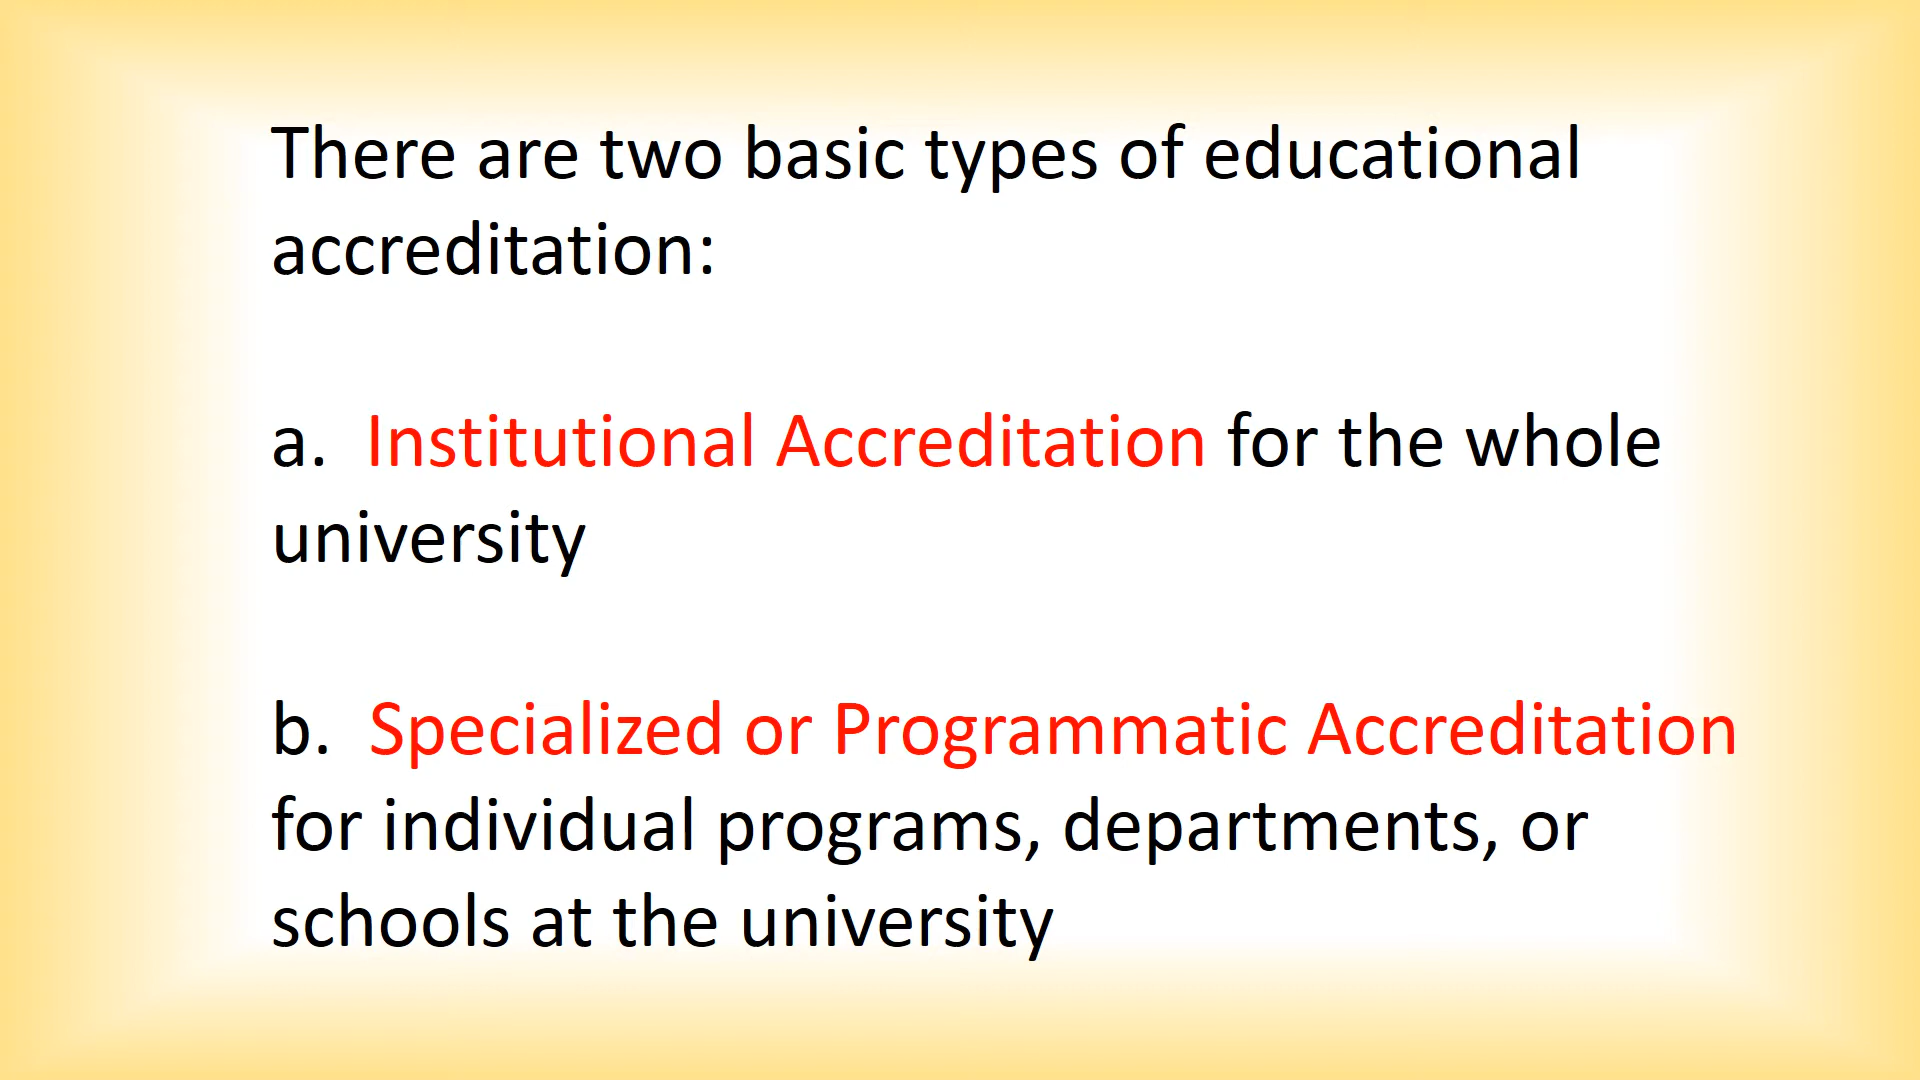 There are two basic types of educational
accreditation:
a. Institutional Accreditation for the whole
university
b. Specialized or Programmatic Accreditation
for individual programs, departments, or
schools at the university